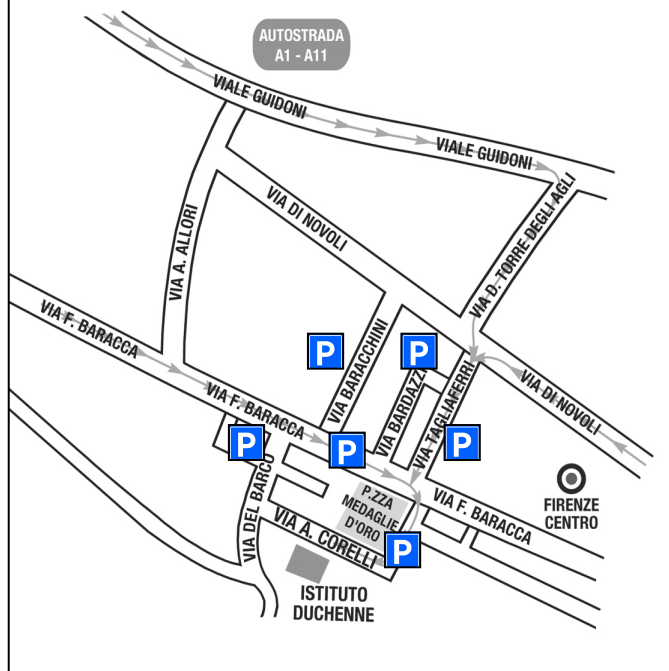 AUTOSTRADA
A1 - A11
VIALE GUIDONI
VIALE GUIDONI
VIA D. TORRE DEGLI AGLI
VIA DI NOVOLI
VIA A. ALLORI
VIA F. BARACCA
P
VIA BARACCHINI
P
VIA BARDAZZI
VIA TAGLIAFERRI
VIA DI NOVOLI
VIA F. BARACCA
P
P
P
VIA DEL BARCO
P.ZZA
MEDAGLIE
D'ORO
VIA F. BARACCA
FIRENZE
CENTRO
VIA A. CORELLI
P
ISTITUTO
DUCHENNE